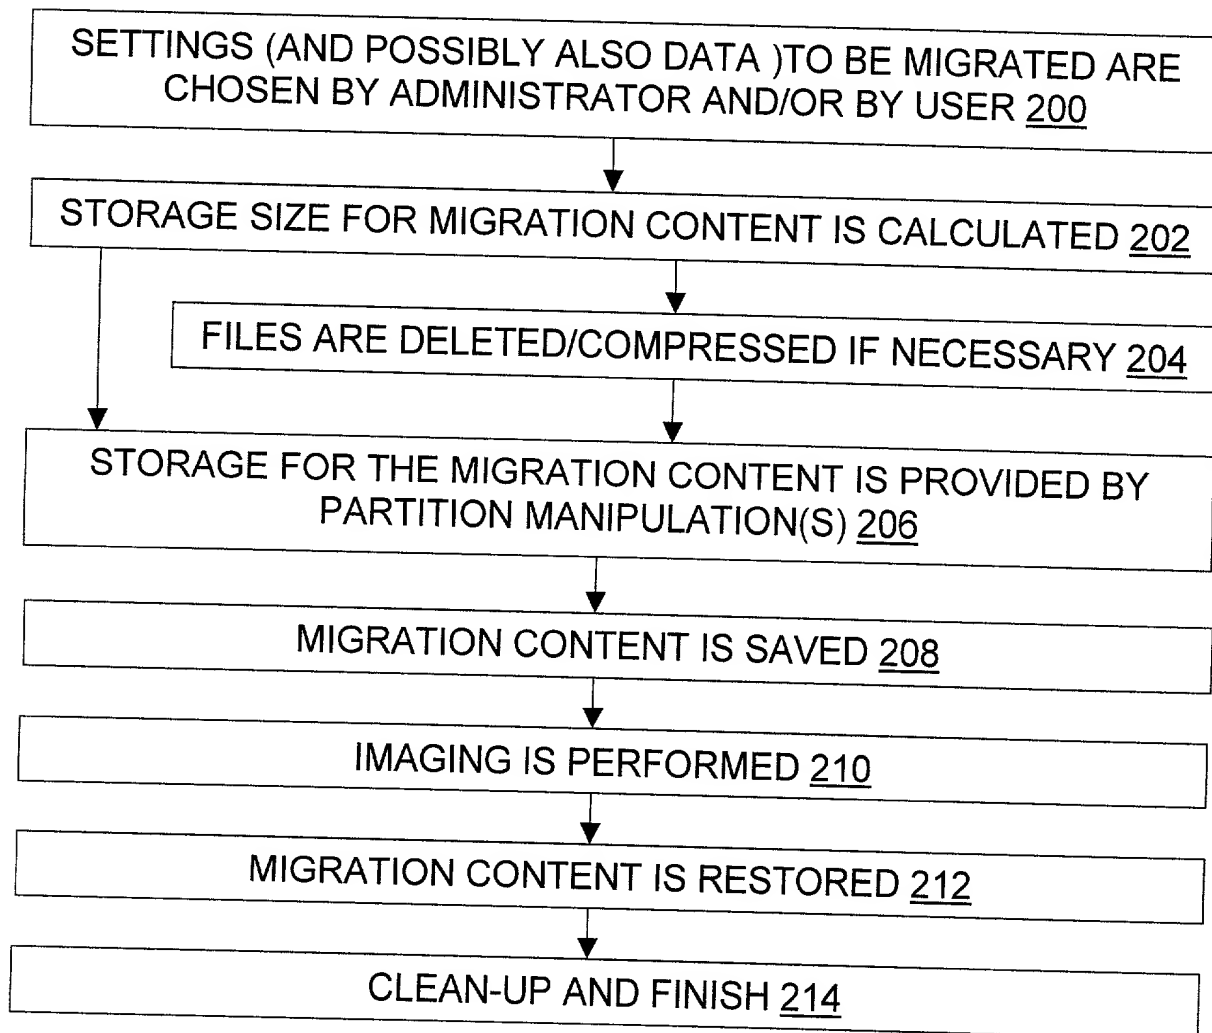 SETTINGS (AND POSSIBLY ALSO DATA )TO BE MIGRATED ARE
CHOSEN BY ADMINISTRATOR AND/OR BY USER 200
STORAGE SIZE FOR MIGRATION CONTENT IS CALCULATED 202
FILES ARE DELETED/COMPRESSED IF NECESSARY 204
STORAGE FOR THE MIGRATION CONTENT IS PROVIDED BY
PARTITION MANIPULATION(S) 206
MIGRATION CONTENT IS SAVED 208
IMAGING IS PERFORMED 210
MIGRATION CONTENT IS RESTORED 212
CLEAN-UP AND FINISH 214